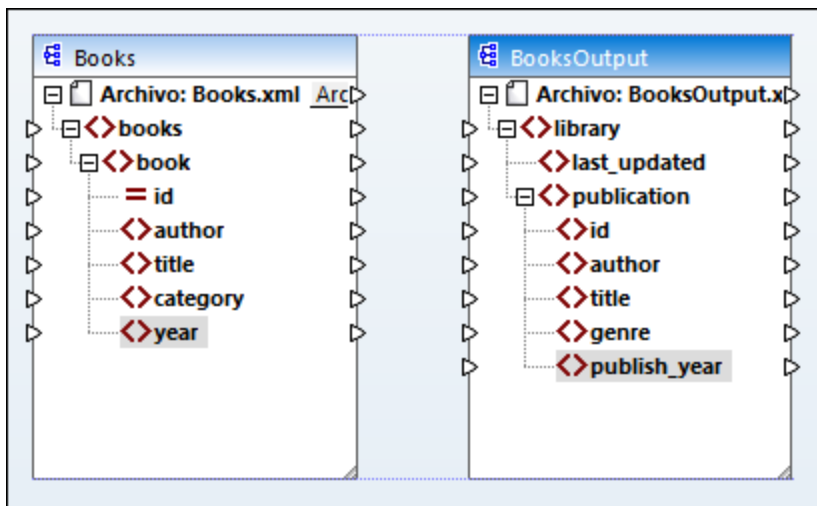 Books
Archivo: Books.xml Arc
books
book
id
author
title
category
year
BooksOutput
Archivo: BooksOutput.x
library
last_updated
publication
id
author
title
genre
publish_year